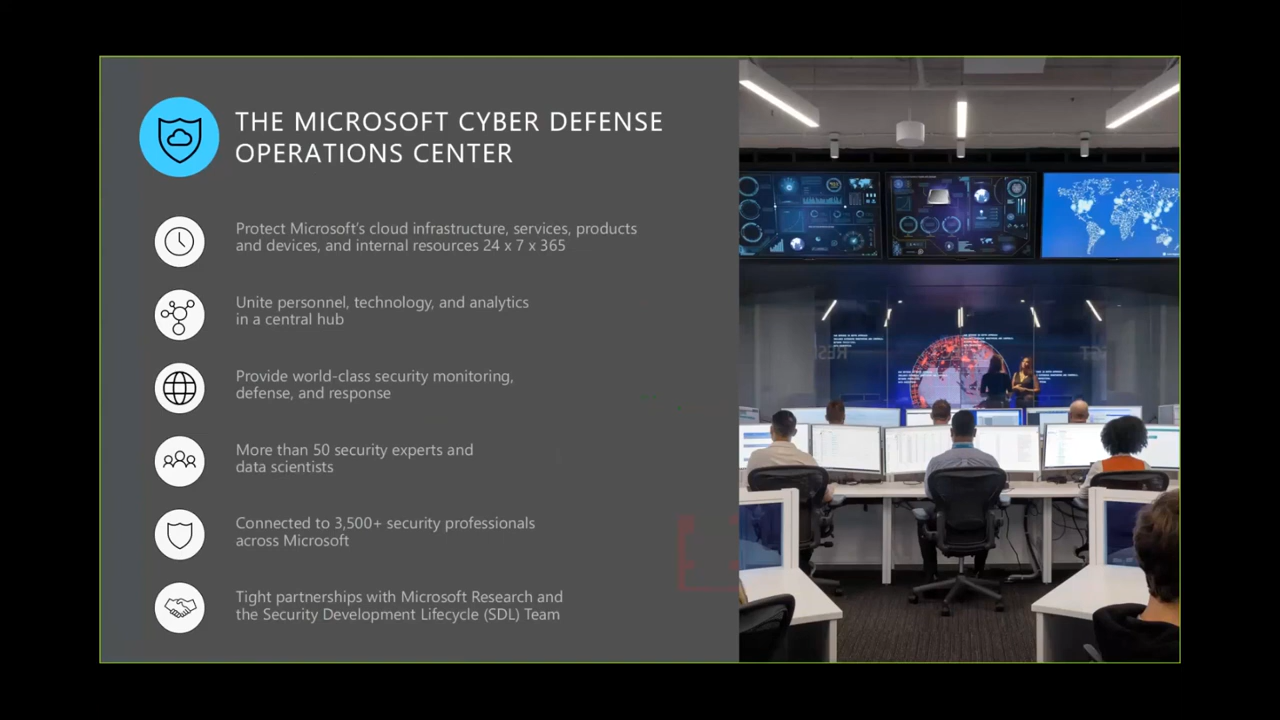 THE MICROSOFT CYBER DEFENSE
OPERATIONS CENTER
Protect Microsoft's cloud infrastructure, services, products
and devices, and internal resources 24 x 7 x 365
Unite personnel, technology, and analytics
in a central hub
Provide world-class security monitoring,
defense, and response
More than 50 security experts and
data scientists
Connected to 3,500+ security professionals
across Microsoft
Tight partnerships with Microsoft Research and
the Security Development Lifecycle (SDL) Team